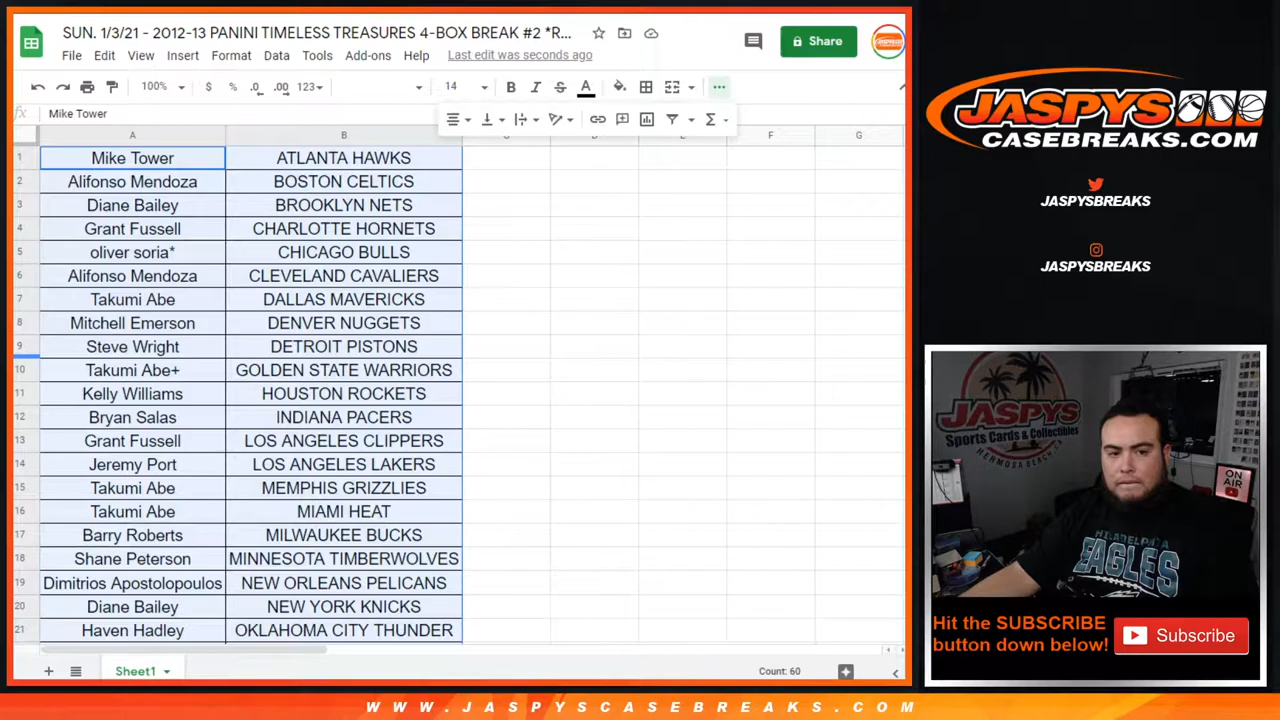 SUN. 1/3/21 - 2012-13 PANINI TIMELESS TREASURES 4-BOX BREAK #2 *R...
File Edit View Insert Format Data Tools Add-ons Help Last edit was seconds ago
Share
100% $ % .0 .00 123 14 B I S A
fx Mike Tower
A B C D E F G
1 Mike Tower ATLANTA HAWKS
2 Alifonso Mendoza BOSTON CELTICS
3 Diane Bailey BROOKLYN NETS
4 Grant Fussell CHARLOTTE HORNETS
5 oliver soria* CHICAGO BULLS
6 Alifonso Mendoza CLEVELAND CAVALIERS
7 Takumi Abe DALLAS MAVERICKS
8 Mitchell Emerson DENVER NUGGETS
9 Steve Wright DETROIT PISTONS
10 Takumi Abe+ GOLDEN STATE WARRIORS
11 Kelly Williams HOUSTON ROCKETS
12 Bryan Salas INDIANA PACERS
13 Grant Fussell LOS ANGELES CLIPPERS
14 Jeremy Port LOS ANGELES LAKERS
15 Takumi Abe MEMPHIS GRIZZLIES
16 Takumi Abe MIAMI HEAT
17 Barry Roberts MILWAUKEE BUCKS
18 Shane Peterson MINNESOTA TIMBERWOLVES
19 Dimitrios Apostolopoulos NEW ORLEANS PELICANS
20 Diane Bailey NEW YORK KNICKS
21 Haven Hadley OKLAHOMA CITY THUNDER
Sheet1
Count: 60
JASPYS
CASEBREAKS.COM
JASPYSBREAKS
JASPYSBREAKS
JASPYS
Sports Cards & Collectibles
HERMOSA BEACH, CA
ON
AIR
PHILADELPHIA
EAGLES
Hit the SUBSCRIBE
button down below!
Subscribe
WWW.JASPYSCASEBREAKS.COM